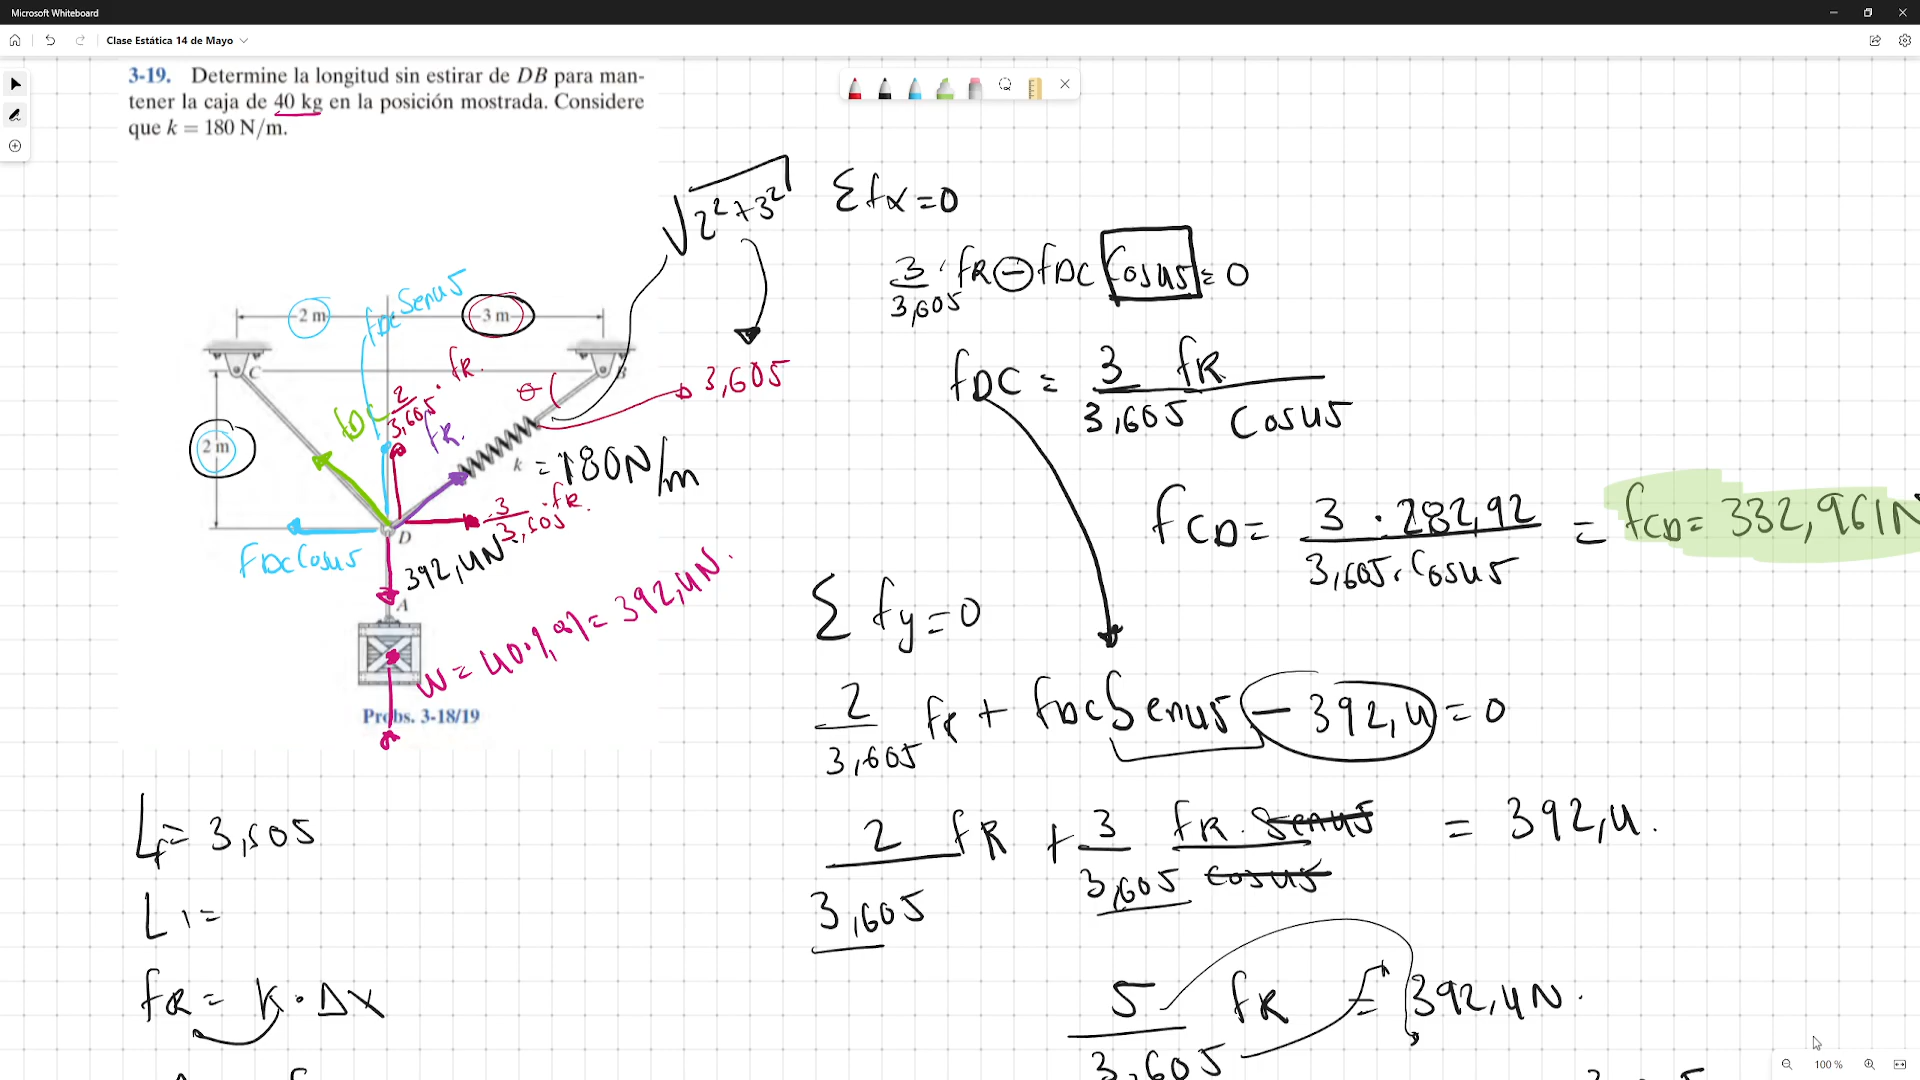 Microsoft Whiteboard
Clase Estática 14 de Mayo
3-19. Determine la longitud sin estirar de DB para man-
tener la caja de 40 kg en la posición mostrada. Considere
que k = 180 N/m.
√2²+3²
3,605
2 m
3 m
C
B
2 m
fDC Sen45
fDC
2/3,605 · fR.
fR.
θ
k = 180N/m
3/3,605 · fR.
FDC Cos45
D
392,4N
A
W = 40·9,81 = 392,4N.
Probs. 3-18/19
Lf = 3,605
L1 =
fR = K · ΔX
Σfx = 0
3/3,605 · fR - fDC Cos45 = 0
fDC = 3 fR / 3,605 Cos45
fCD = 3 · 282,92 / 3,605 · Cos45 = fCD = 332,961N
Σ fy = 0
2/3,605 fR + fDC Sen45 - 392,4 = 0
2/3,605 fR + 3/3,605 fR · Sen45/Cos45 = 392,4.
5/3,605 fR = 392,4N.
100 %